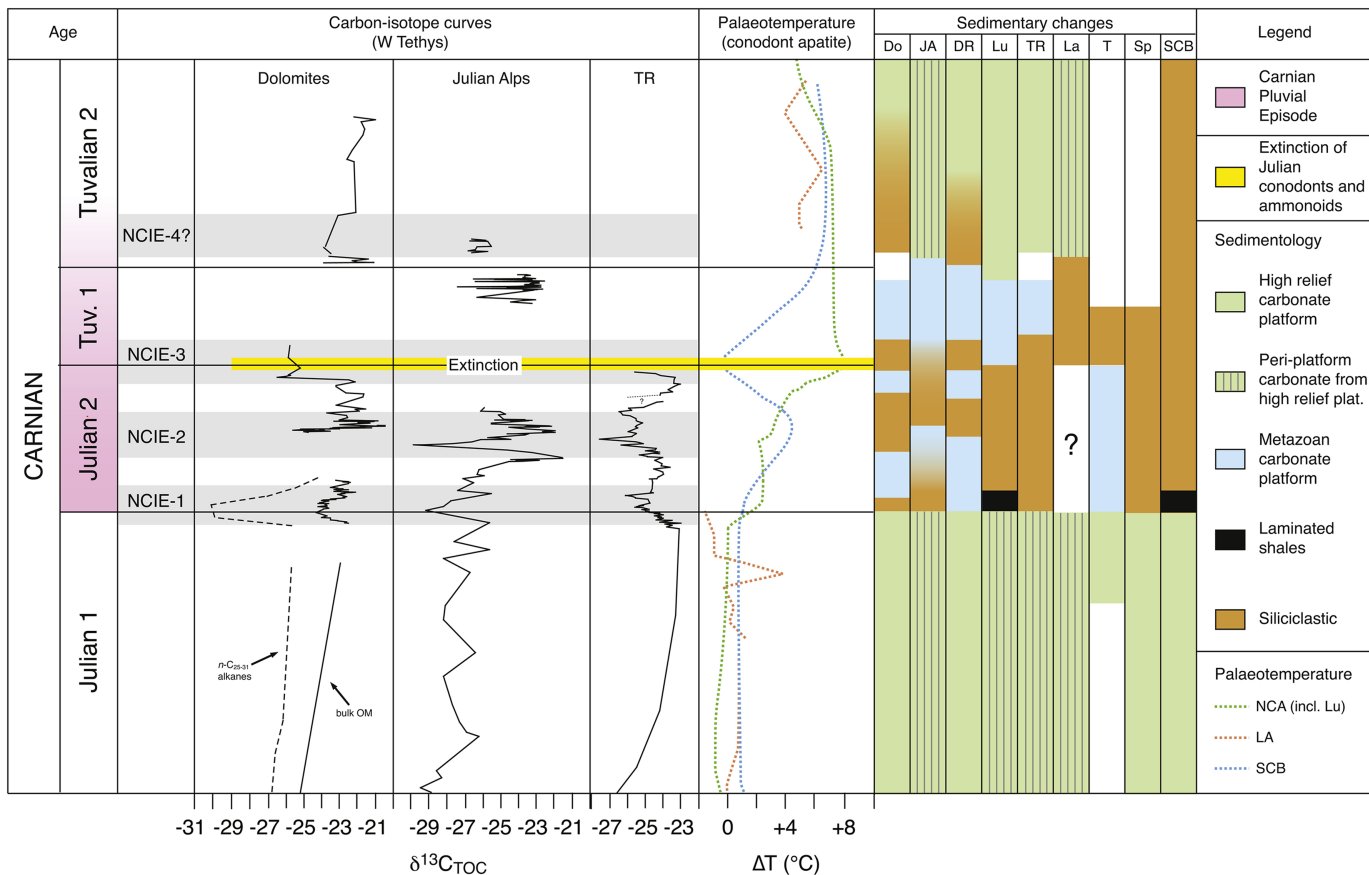 Age
Carbon-isotope curves
(W Tethys)
Palaeotemperature
(conodont apatite)
Sedimentary changes
Do JA DR Lu TR La T Sp SCB
Legend
Dolomites
Julian Alps
TR
CARNIAN
Tuvalian 2
Tuv. 1
Julian 2
Julian 1
NCIE-4?
NCIE-3
NCIE-2
NCIE-1
Extinction
?
?
n-C25-31
alkanes
bulk OM
-31 -29 -27 -25 -23 -21
-29 -27 -25 -23 -21
-27 -25 -23
0 +4 +8
δ13CTOC
ΔT (°C)
Carnian
Pluvial
Episode
Extinction of
Julian
conodonts and
ammonoids
Sedimentology
High relief
carbonate
platform
Peri-platform
carbonate from
high relief plat.
Metazoan
carbonate
platform
Laminated
shales
Siliciclastic
Palaeotemperature
NCA (incl. Lu)
LA
SCB